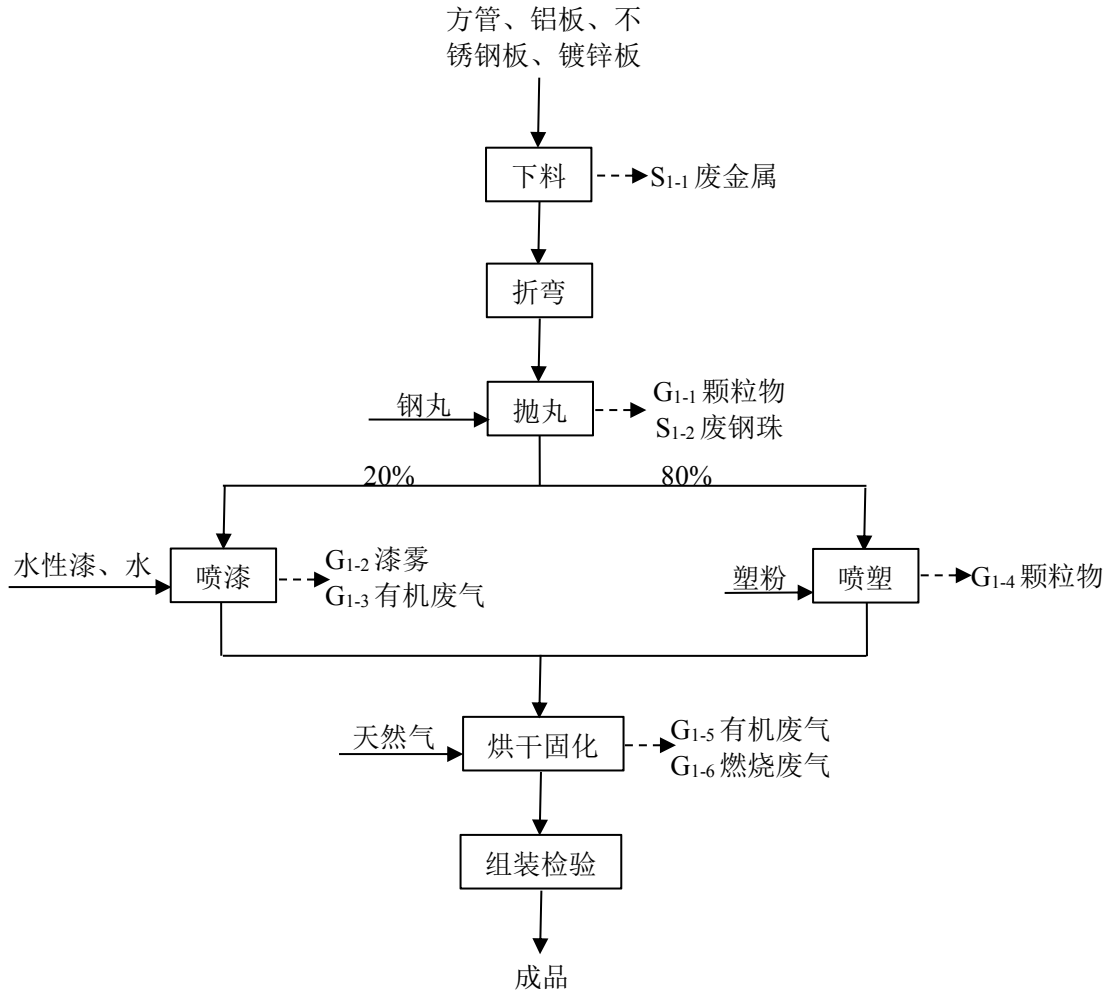 方管、铝板、不
锈钢板、镀锌板
下料
S1-1 废金属
折弯
钢丸
抛丸
G1-1 颗粒物
S1-2 废钢珠
20%
80%
水性漆、水
喷漆
G1-2 漆雾
G1-3 有机废气
塑粉
喷塑
G1-4 颗粒物
天然气
烘干固化
G1-5 有机废气
G1-6 燃烧废气
组装检验
成品